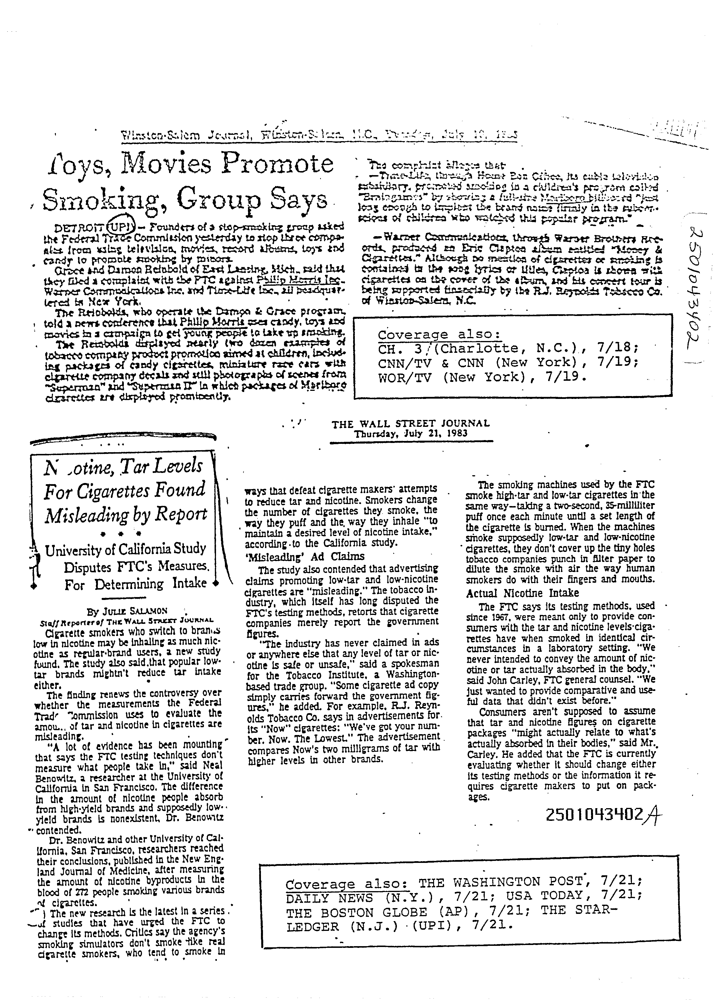 Winston-Salem Journal, Winston-Salem, N.C., Tuesday, July 19, 1983
Toys, Movies Promote
Smoking, Group Says
DETROIT (UPI) — Founders of a stop-smoking group asked
the Federal Trade Commission yesterday to stop three compa-
nies from using television, movies, record albums, toys and
candy to promote smoking by minors.
Grace and Damon Reinbold of East Lansing, Mich., said that
they filed a complaint with the FTC against Philip Morris Inc.,
Warner Communications Inc. and Time-Life Inc., all headquar-
tered in New York.
The Reinbolds, who operate the Damon & Grace program,
told a news conference that Philip Morris uses candy, toys and
movies in a campaign to get young people to take up smoking.
The Reinbolds displayed nearly two dozen examples of
tobacco company product promotion aimed at children, includ-
ing packages of candy cigarettes, miniature race cars with
cigarette company decals and still photographs of scenes from
"Superman" and "Superman II" in which packages of Marlboro
cigarettes are displayed prominently.
The complaint alleges that
—Time-Life, through Home Box Office, its cable television
subsidiary, promoted smoking in a children's program called
"Braingames" by showing a full-size Marlboro billboard "just
long enough to implant the brand name firmly in the subcon-
scious of children who watched this popular program."
—Warner Communications, through Warner Brothers Rec-
ords, produced an Eric Clapton album entitled "Money &
Cigarettes." Although no mention of cigarettes or smoking is
contained in the song lyrics or titles, Clapton is shown with
cigarettes on the cover of the album, and his concert tour is
being supported financially by the R.J. Reynolds Tobacco Co.
of Winston-Salem, N.C.
2501043402
Coverage also:
CH. 3 (Charlotte, N.C.), 7/18;
CNN/TV & CNN (New York), 7/19;
WOR/TV (New York), 7/19.
THE WALL STREET JOURNAL
Thursday, July 21, 1983
N otine, Tar Levels
For Cigarettes Found
Misleading by Report
• • •
University of California Study
Disputes FTC's Measures
For Determining Intake
By JULIE SALAMON
Staff Reporter of THE WALL STREET JOURNAL
Cigarette smokers who switch to brands
low in nicotine may be inhaling as much nic-
otine as regular-brand users, a new study
found. The study also said that popular low-
tar brands mightn't reduce tar intake
either.
The finding renews the controversy over
whether the measurements the Federal
Trade Commission uses to evaluate the
amou... of tar and nicotine in cigarettes are
misleading.
"A lot of evidence has been mounting
that says the FTC testing techniques don't
measure what people take in," said Neal
Benowitz, a researcher at the University of
California in San Francisco. The difference
in the amount of nicotine people absorb
from high-yield brands and supposedly low-
yield brands is nonexistent, Dr. Benowitz
contended.
Dr. Benowitz and other University of Cal-
ifornia, San Francisco, researchers reached
their conclusions, published in the New Eng-
land Journal of Medicine, after measuring
the amount of nicotine byproducts in the
blood of 272 people smoking various brands
of cigarettes.
The new research is the latest in a series
of studies that have urged the FTC to
change its methods. Critics say the agency's
smoking simulators don't smoke like real
cigarette smokers, who tend to smoke in
ways that defeat cigarette makers' attempts
to reduce tar and nicotine. Smokers change
the number of cigarettes they smoke, the
way they puff and the way they inhale "to
maintain a desired level of nicotine intake,"
according to the California study.
'Misleading' Ad Claims
The study also contended that advertising
claims promoting low-tar and low-nicotine
cigarettes are "misleading." The tobacco in-
dustry, which itself has long disputed the
FTC's testing methods, retorts that cigarette
companies merely report the government
figures.
"The industry has never claimed in ads
or anywhere else that any level of tar or nic-
otine is safe or unsafe," said a spokesman
for the Tobacco Institute, a Washington-
based trade group. "Some cigarette ad copy
simply carries forward the government fig-
ures," he added. For example, R.J. Reyn-
olds Tobacco Co. says in advertisements for
its "Now" cigarettes: "We've got your num-
ber. Now. The Lowest." The advertisement
compares Now's two milligrams of tar with
higher levels in other brands.
The smoking machines used by the FTC
smoke high-tar and low-tar cigarettes in the
same way—taking a two-second, 35-milliliter
puff once each minute until a set length of
the cigarette is burned. When the machines
smoke supposedly low-tar and low-nicotine
cigarettes, they don't cover up the tiny holes
tobacco companies punch in filter paper to
dilute the smoke with air the way human
smokers do with their fingers and mouths.
Actual Nicotine Intake
The FTC says its testing methods, used
since 1967, were meant only to provide con-
sumers with the tar and nicotine levels ciga-
rettes have when smoked in identical cir-
cumstances in a laboratory setting. "We
never intended to convey the amount of nic-
otine or tar actually absorbed in the body,"
said John Carley, FTC general counsel. "We
just wanted to provide comparative and use-
ful data that didn't exist before."
Consumers aren't supposed to assume
that tar and nicotine figures on cigarette
packages "might actually relate to what's
actually absorbed in their bodies," said Mr.
Carley. He added that the FTC is currently
evaluating whether it should change either
its testing methods or the information it re-
quires cigarette makers to put on pack-
ages.
2501043402A
Coverage also: THE WASHINGTON POST, 7/21;
DAILY NEWS (N.Y.), 7/21; USA TODAY, 7/21;
THE BOSTON GLOBE (AP), 7/21; THE STAR-
LEDGER (N.J.) (UPI), 7/21.